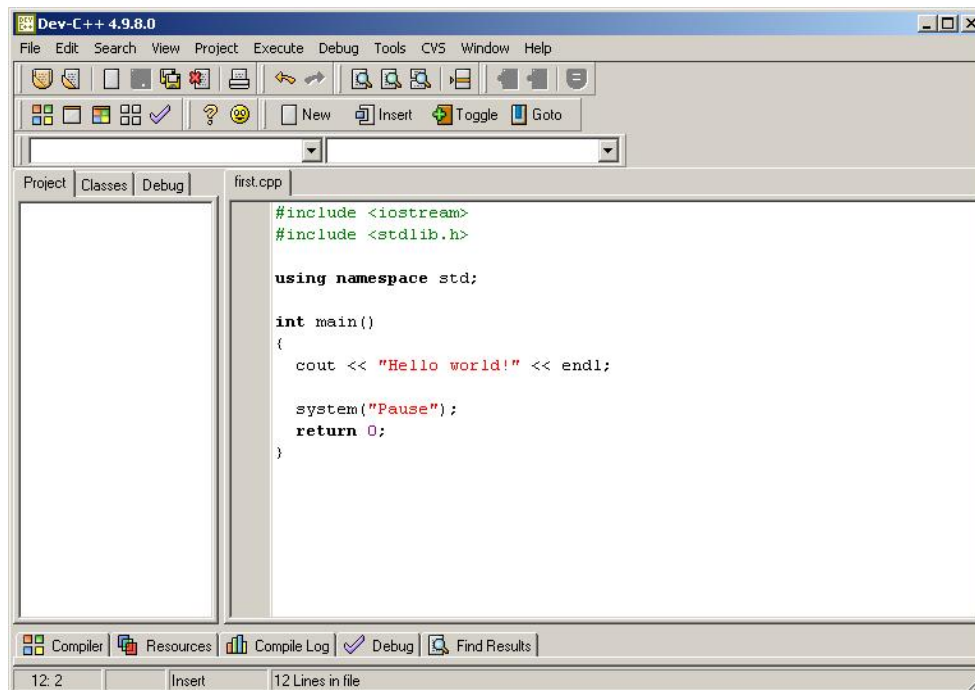 Dev-C++ 4.9.8.0
File Edit Search View Project Execute Debug Tools CVS Window Help
New Insert Toggle Goto
Project Classes Debug
first.cpp
#include <iostream>
#include <stdlib.h>
using namespace std;
int main()
{
cout << "Hello world!" << endl;
system("Pause");
return 0;
}
Compiler Resources Compile Log Debug Find Results
12: 2 Insert 12 Lines in file